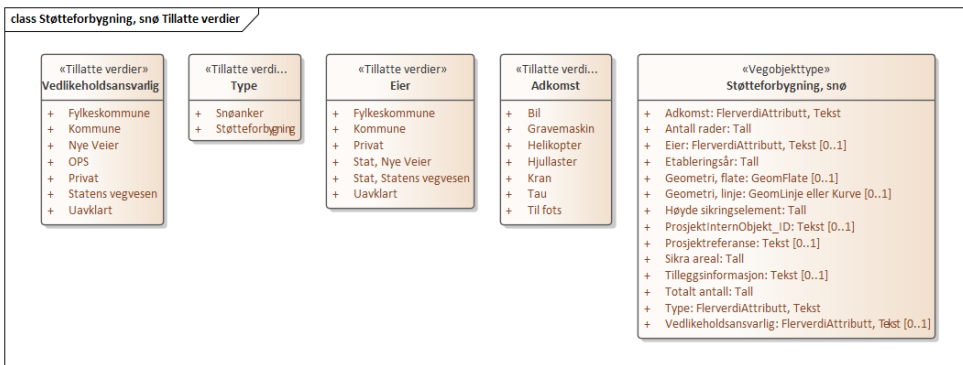 class Støtteforbygning, snø Tillatte verdier
«Tillatte verdier»
Vedlikeholdsansvarlig
+ Fylkeskommune
+ Kommune
+ Nye Veier
+ OPS
+ Privat
+ Statens vegvesen
+ Uavklart
«Tillatte verdi...
Type
+ Snøanker
+ Støtteforbygning
«Tillatte verdier»
Eier
+ Fylkeskommune
+ Kommune
+ Privat
+ Stat, Nye Veier
+ Stat, Statens vegvesen
+ Uavklart
«Tillatte verdi...
Adkomst
+ Bil
+ Gravemaskin
+ Helikopter
+ Hjullaster
+ Kran
+ Tau
+ Til fots
«Vegobjekttype»
Støtteforbygning, snø
+ Adkomst: FlerverdiAttributt, Tekst
+ Antall rader: Tall
+ Eier: FlerverdiAttributt, Tekst [0..1]
+ Etableringsår: Tall
+ Geometri, flate: GeomFlate [0..1]
+ Geometri, linje: GeomLinje eller Kurve [0..1]
+ Høyde sikringselement: Tall
+ ProsjektInternObjekt_ID: Tekst [0..1]
+ Prosjektreferanse: Tekst [0..1]
+ Sikra areal: Tall
+ Tilleggsinformasjon: Tekst [0..1]
+ Totalt antall: Tall
+ Type: FlerverdiAttributt, Tekst
+ Vedlikeholdsansvarlig: FlerverdiAttributt, Tekst [0..1]